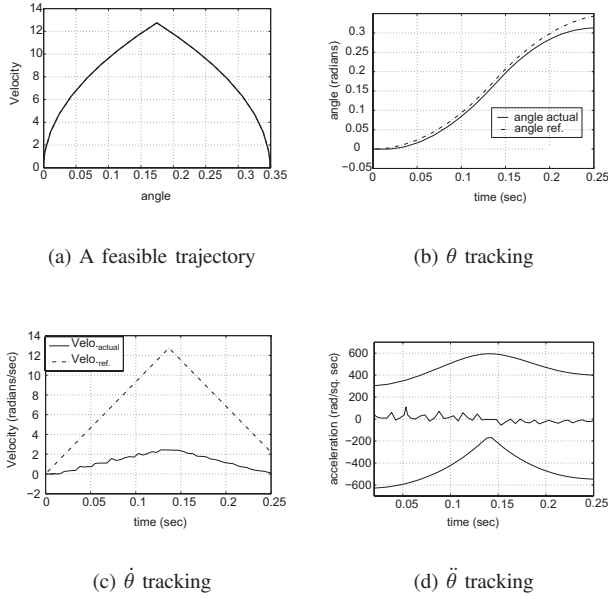 14
12
10
8
6
4
2
0
Velocity
0 0.05 0.1 0.15 0.2 0.25 0.3 0.35
angle
(a) A feasible trajectory
0.3
0.25
0.2
0.15
0.1
0.05
0
−0.05
angle (radians)
angle actual
angle ref.
0 0.05 0.1 0.15 0.2 0.25
time (sec)
(b) θ tracking
14
12
10
8
6
4
2
0
−2
Velocity (radians/sec)
Velo.actual
Velo.ref.
0 0.05 0.1 0.15 0.2 0.25
time (sec)
(c) θ̇ tracking
600
400
200
0
−200
−400
−600
acceleration (rad/sq. sec)
0.05 0.1 0.15 0.2 0.25
time (sec)
(d) θ̈ tracking